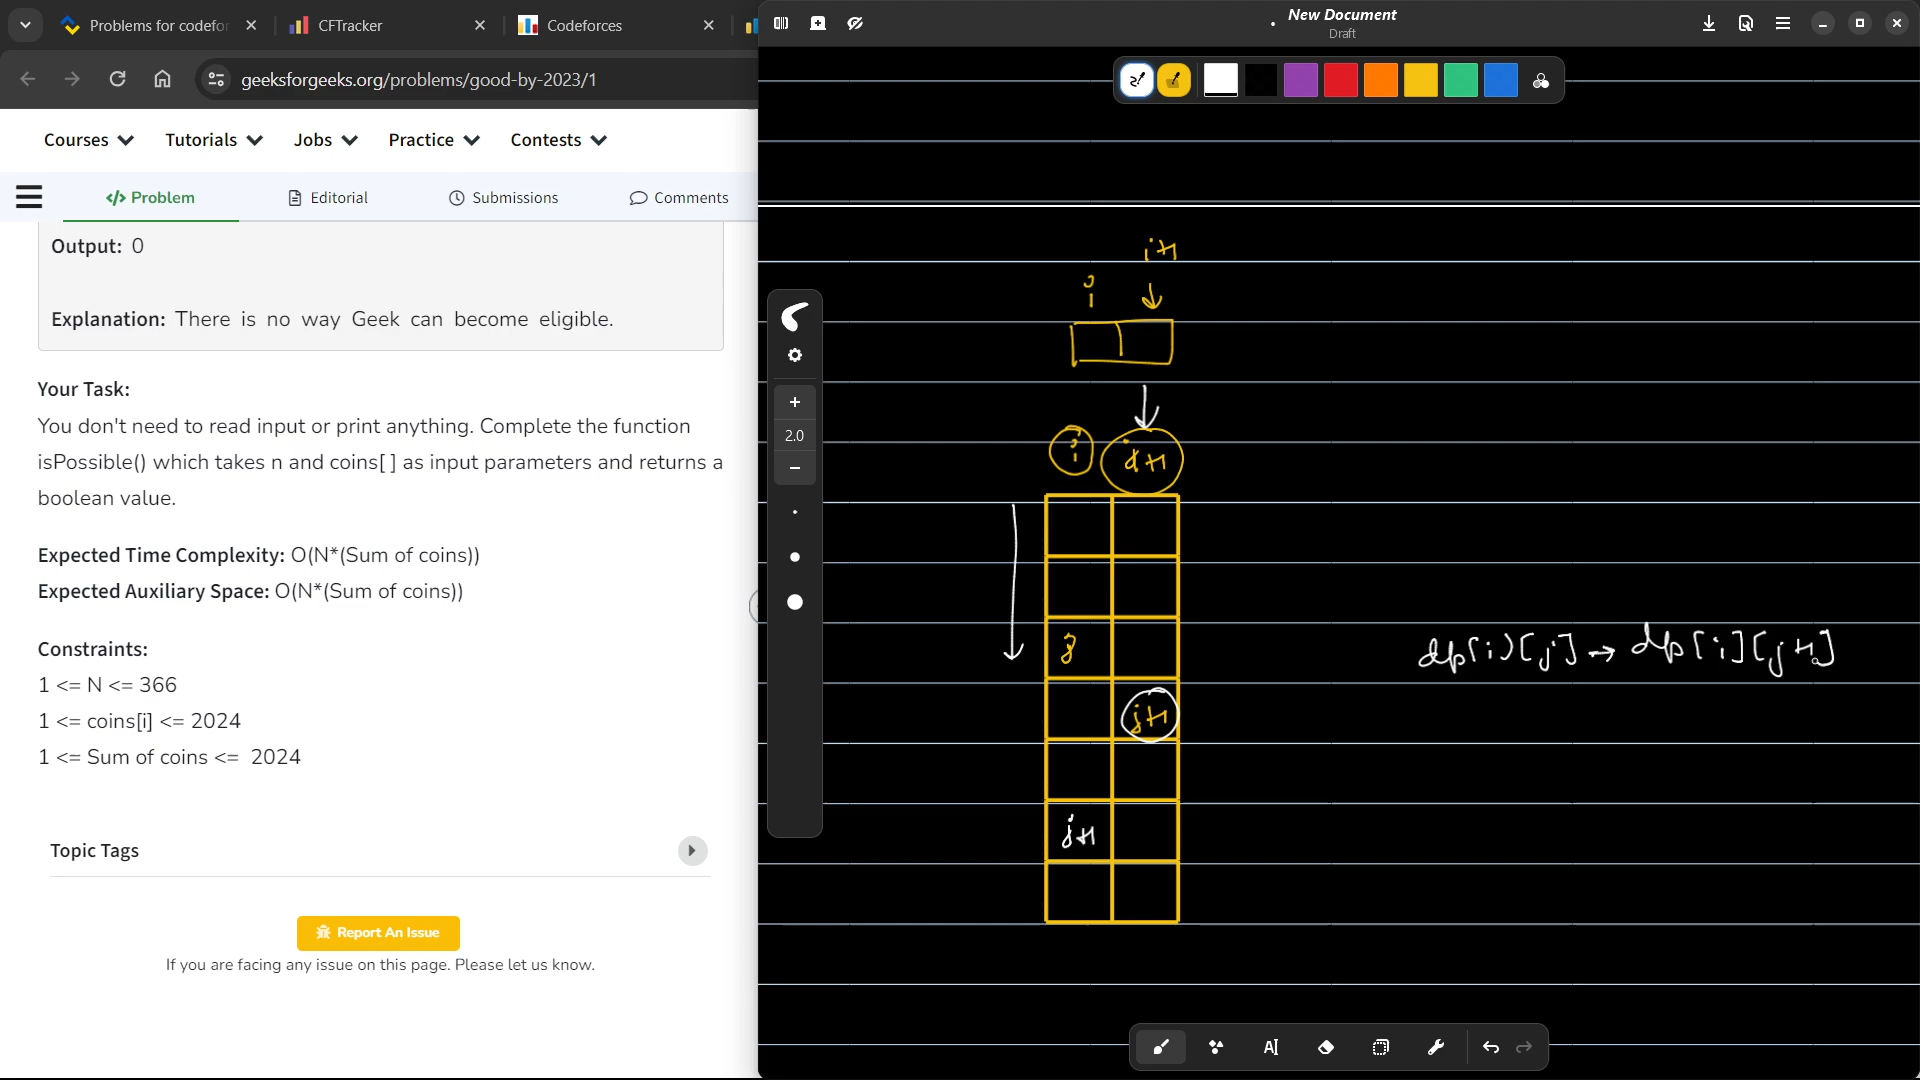 Problems for codefor
CFTracker
Codeforces
geeksforgeeks.org/problems/good-by-2023/1
Courses
Tutorials
Jobs
Practice
Contests
</> Problem
Editorial
Submissions
Comments
Output: 0
Explanation: There is no way Geek can become eligible.
Your Task:
You don't need to read input or print anything. Complete the function
isPossible() which takes n and coins[ ] as input parameters and returns a
boolean value.
Expected Time Complexity: O(N*(Sum of coins))
Expected Auxiliary Space: O(N*(Sum of coins))
Constraints:
1 <= N <= 366
1 <= coins[i] <= 2024
1 <= Sum of coins <= 2024
Topic Tags
Report An Issue
If you are facing any issue on this page. Please let us know.
New Document
Draft
2.0
i+1
i
i
i+1
j
j+1
j+1
dp[i][j] → dp[i][j+1]
AI